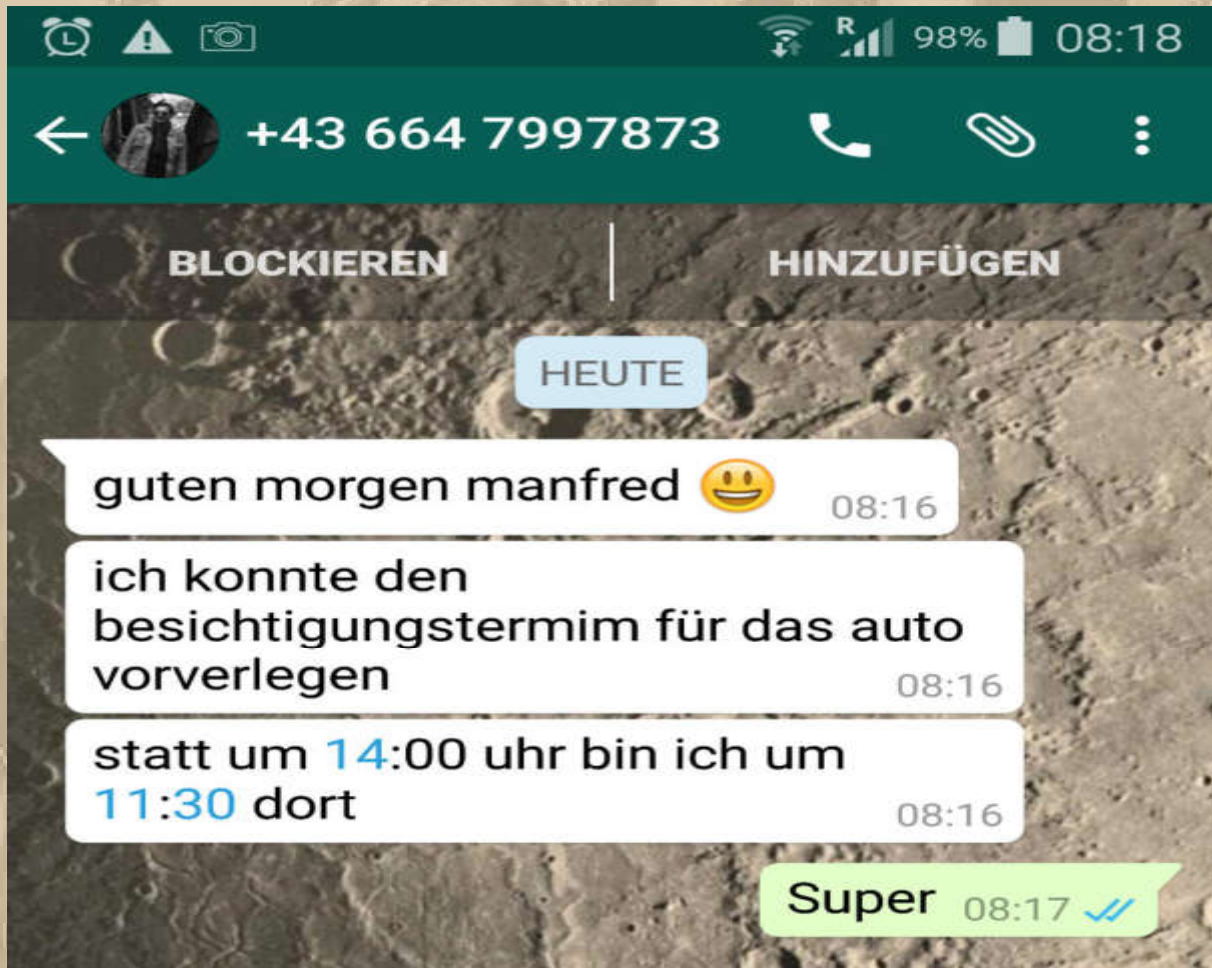 R 98% 08:18
+43 664 7997873
BLOCKIEREN HINZUFÜGEN
HEUTE
guten morgen manfred 😃 08:16
ich konnte den
besichtigungstermim für das auto
vorverlegen 08:16
statt um 14:00 uhr bin ich um
11:30 dort 08:16
Super 08:17